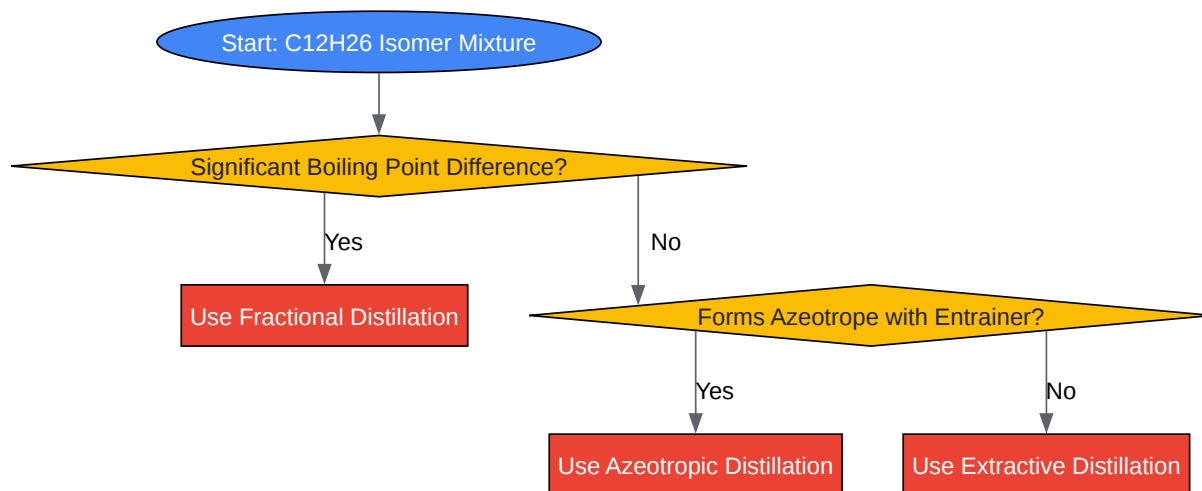 Start: C12H26 Isomer Mixture
Significant Boiling Point Difference?
Yes
No
Use Fractional Distillation
Forms Azeotrope with Entrainer?
Yes
No
Use Azeotropic Distillation
Use Extractive Distillation